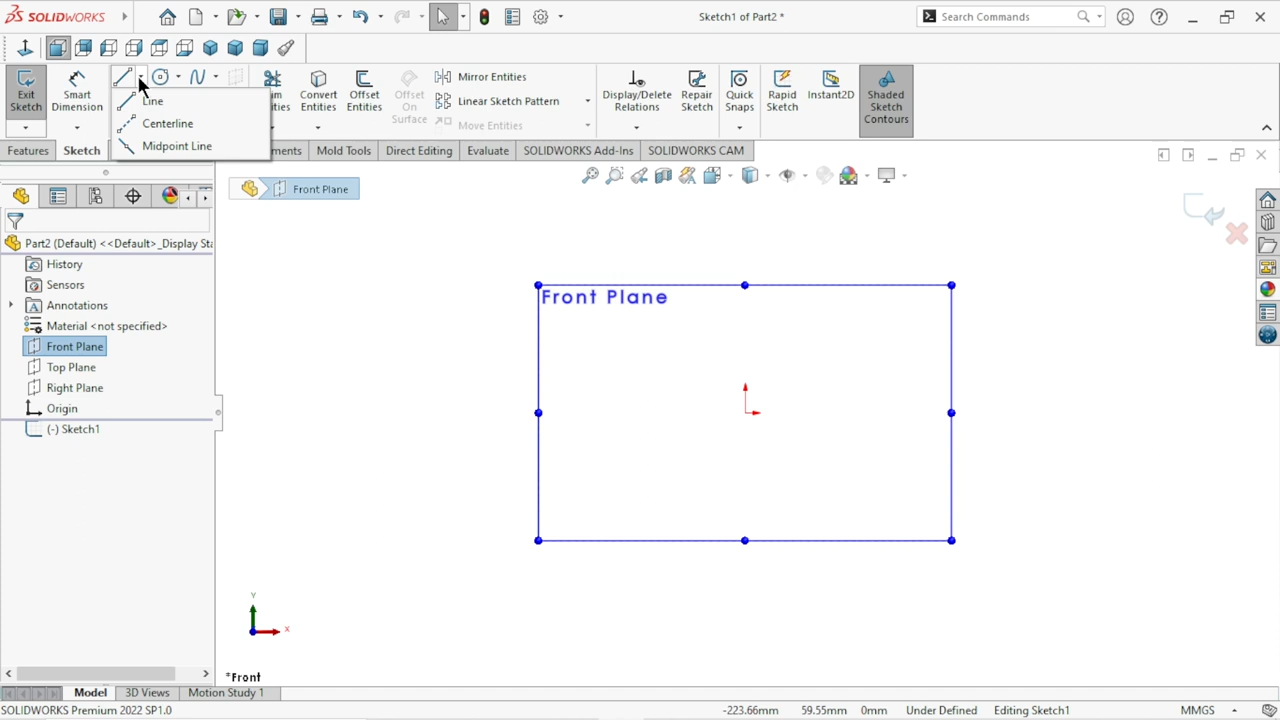 SOLIDWORKS
Sketch1 of Part2 *
Search Commands
Exit Sketch
Smart Dimension
Convert Entities
Offset Entities
Offset On Surface
Mirror Entities
Linear Sketch Pattern
Move Entities
Display/Delete Relations
Repair Sketch
Quick Snaps
Rapid Sketch
Instant2D
Shaded Sketch Contours
Line
Centerline
Midpoint Line
Features
Sketch
Mold Tools
Direct Editing
Evaluate
SOLIDWORKS Add-Ins
SOLIDWORKS CAM
Front Plane
Part2 (Default) <<Default>_Display Sta
History
Sensors
Annotations
Material <not specified>
Front Plane
Top Plane
Right Plane
Origin
(-) Sketch1
Front Plane
Y
X
*Front
Model
3D Views
Motion Study 1
SOLIDWORKS Premium 2022 SP1.0
-223.66mm
59.55mm
0mm
Under Defined
Editing Sketch1
MMGS